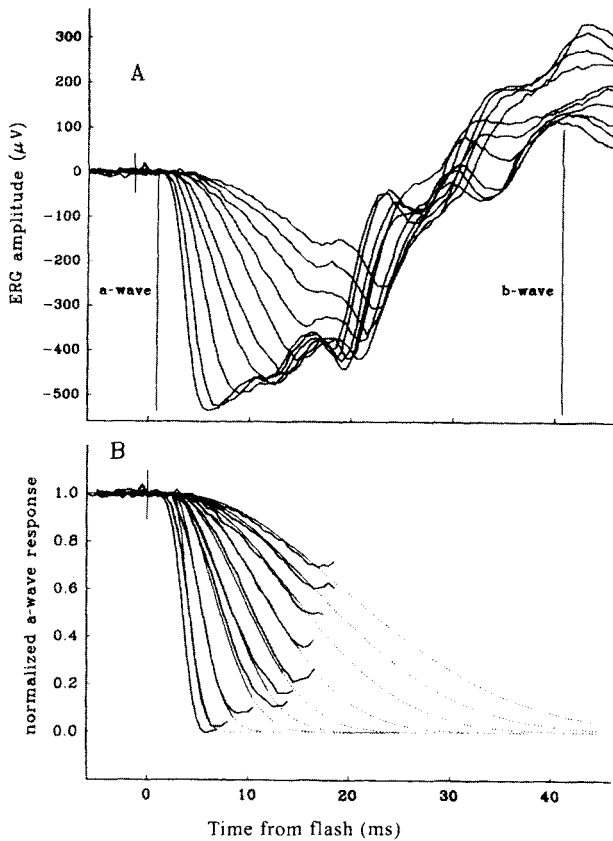 A
300
200
100
0
-100
-200
-300
-400
-500
ERG amplitude (μV)
a-wave
b-wave
B
1.0
0.8
0.6
0.4
0.2
0.0
normalized a-wave response
0
10
20
30
40
Time from flash (ms)